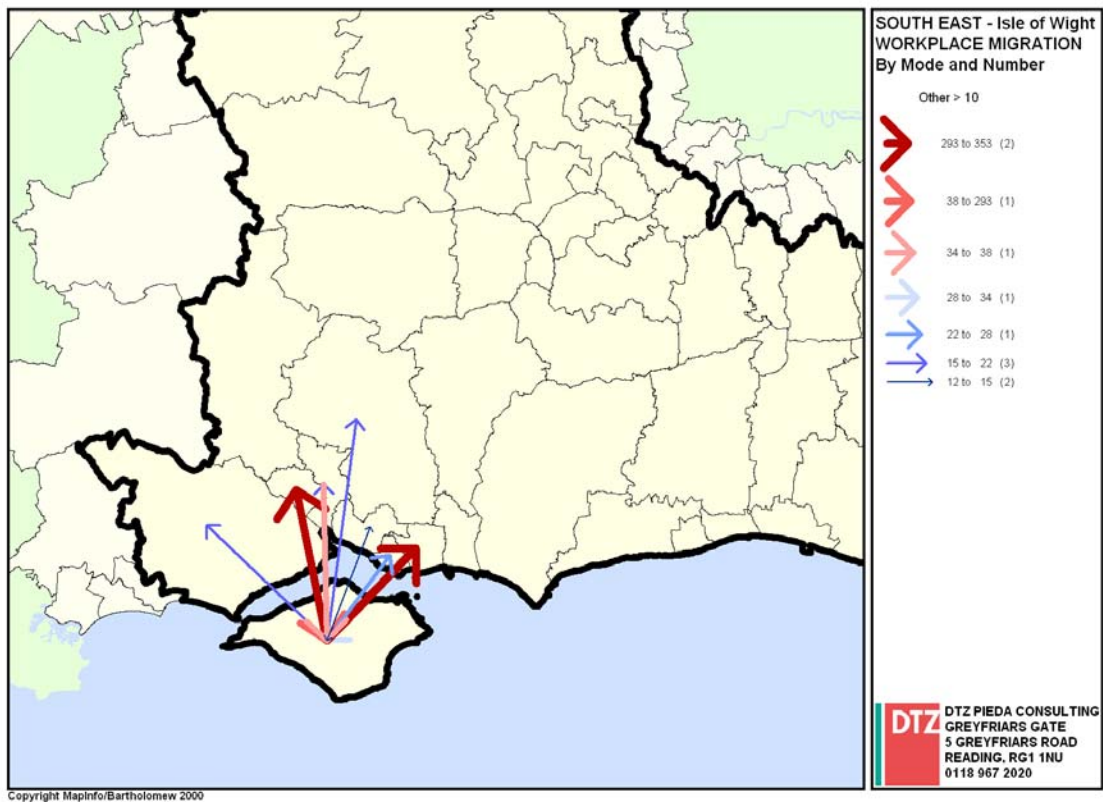 SOUTH EAST - Isle of Wight
WORKPLACE MIGRATION
By Mode and Number
Other > 10
293 to 353 (2)
38 to 293 (1)
34 to 38 (1)
28 to 34 (1)
22 to 28 (1)
15 to 22 (3)
12 to 15 (2)
DTZ
DTZ PIEDA CONSULTING
GREYFRIARS GATE
5 GREYFRIARS ROAD
READING, RG1 1NU
0118 967 2020
Copyright MapInfo/Bartholomew 2000